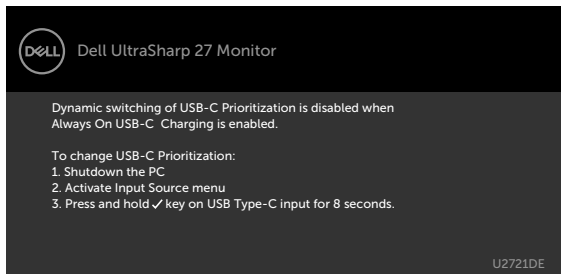 DELL
Dell UltraSharp 27 Monitor
Dynamic switching of USB-C Prioritization is disabled when
Always On USB-C Charging is enabled.
To change USB-C Prioritization:
1. Shutdown the PC
2. Activate Input Source menu
3. Press and hold ✓ key on USB Type-C input for 8 seconds.
U2721DE